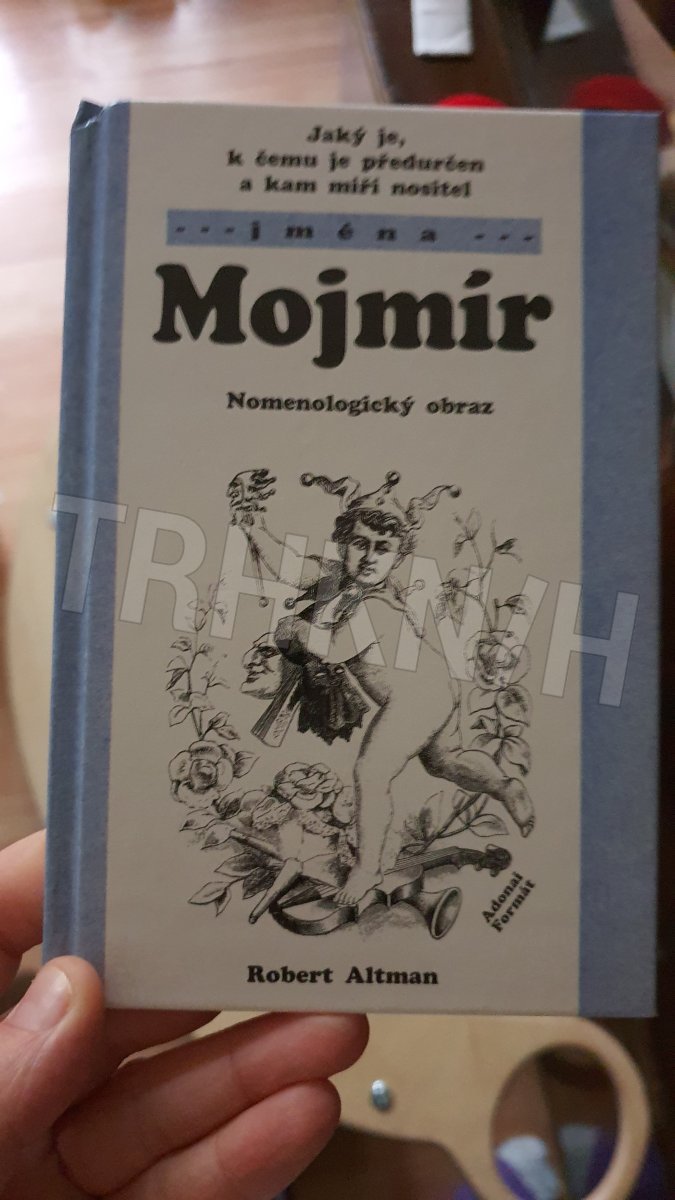 Jaký je,
k čemu je předurčen
a kam míří nositel
---jména---
Mojmír
Nomenologický obraz
TRHKNIH
Adonai
Formát
Robert Altman